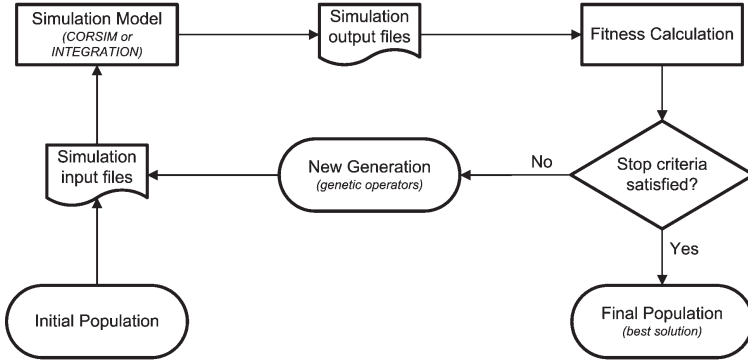 Simulation Model
(CORSIM or
INTEGRATION)
Simulation
output files
Fitness Calculation
Simulation
input files
New Generation
(genetic operators)
No
Stop criteria
satisfied?
Yes
Initial Population
Final Population
(best solution)